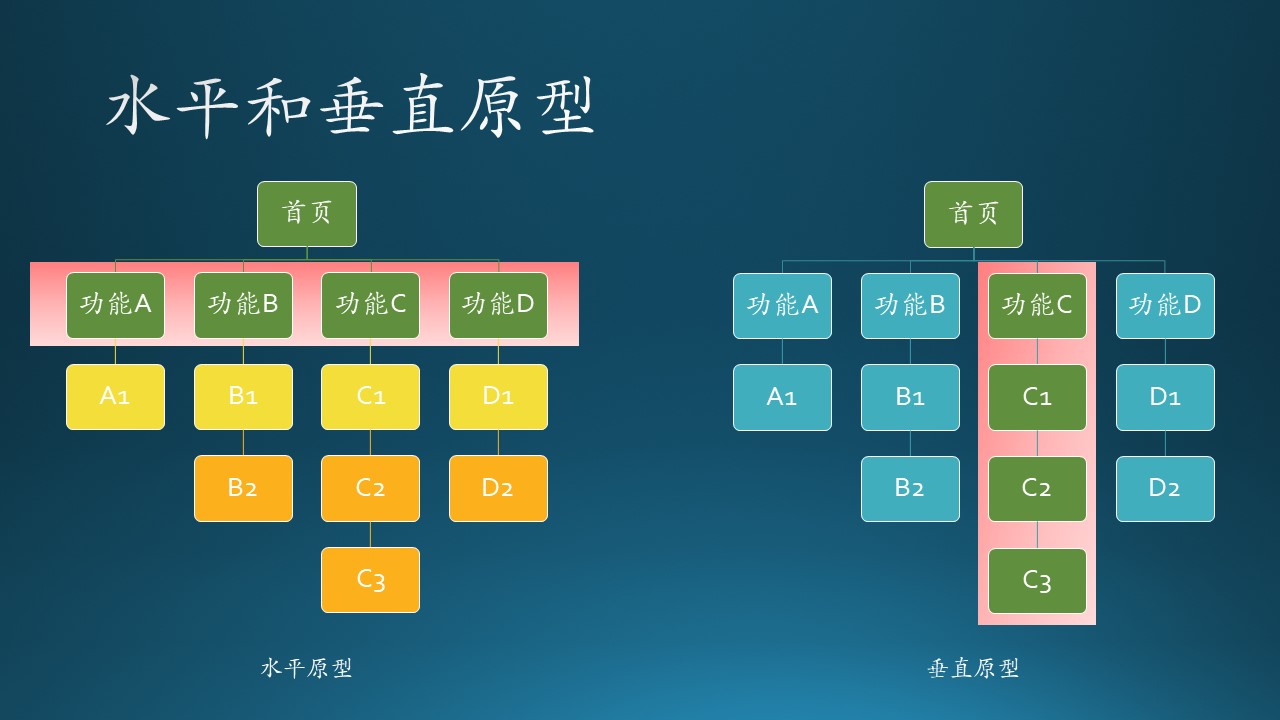 水平和垂直原型
首页
功能A 功能B 功能C 功能D
A1 B1 C1 D1
B2 C2 D2
C3
水平原型
首页
功能A 功能B 功能C 功能D
A1 B1 C1 D1
B2 C2 D2
C3
垂直原型